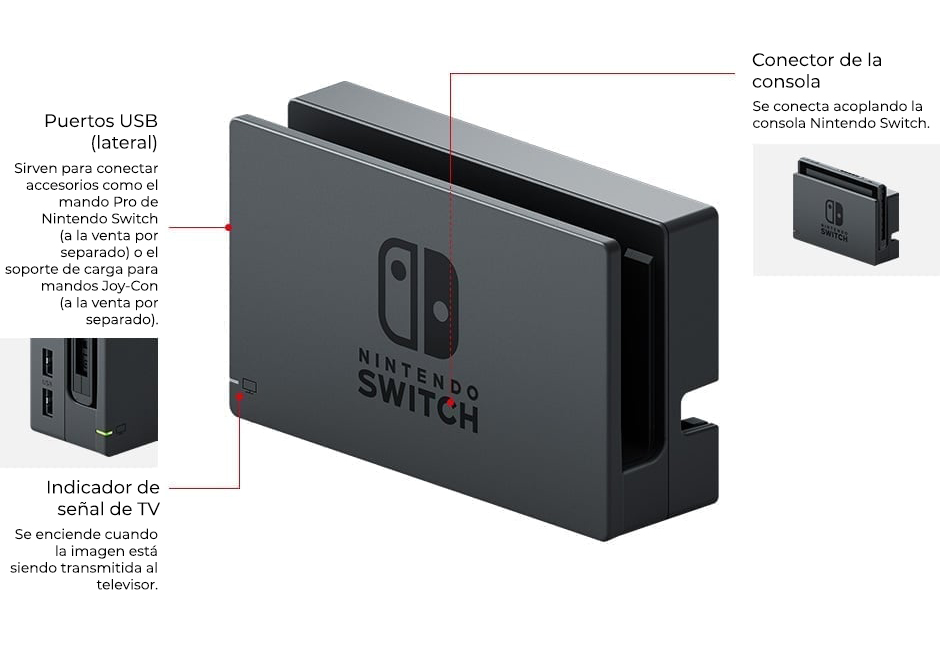 Puertos USB
(lateral)
Sirven para conectar
accesorios como el
mando Pro de
Nintendo Switch
(a la venta por
separado) o el
soporte de carga para
mandos Joy-Con
(a la venta por
separado).
USB
Indicador de
señal de TV
Se enciende cuando
la imagen está
siendo transmitida al
televisor.
NINTENDO
SWITCH
Conector de la
consola
Se conecta acoplando la
consola Nintendo Switch.
NINTENDO
SWITCH